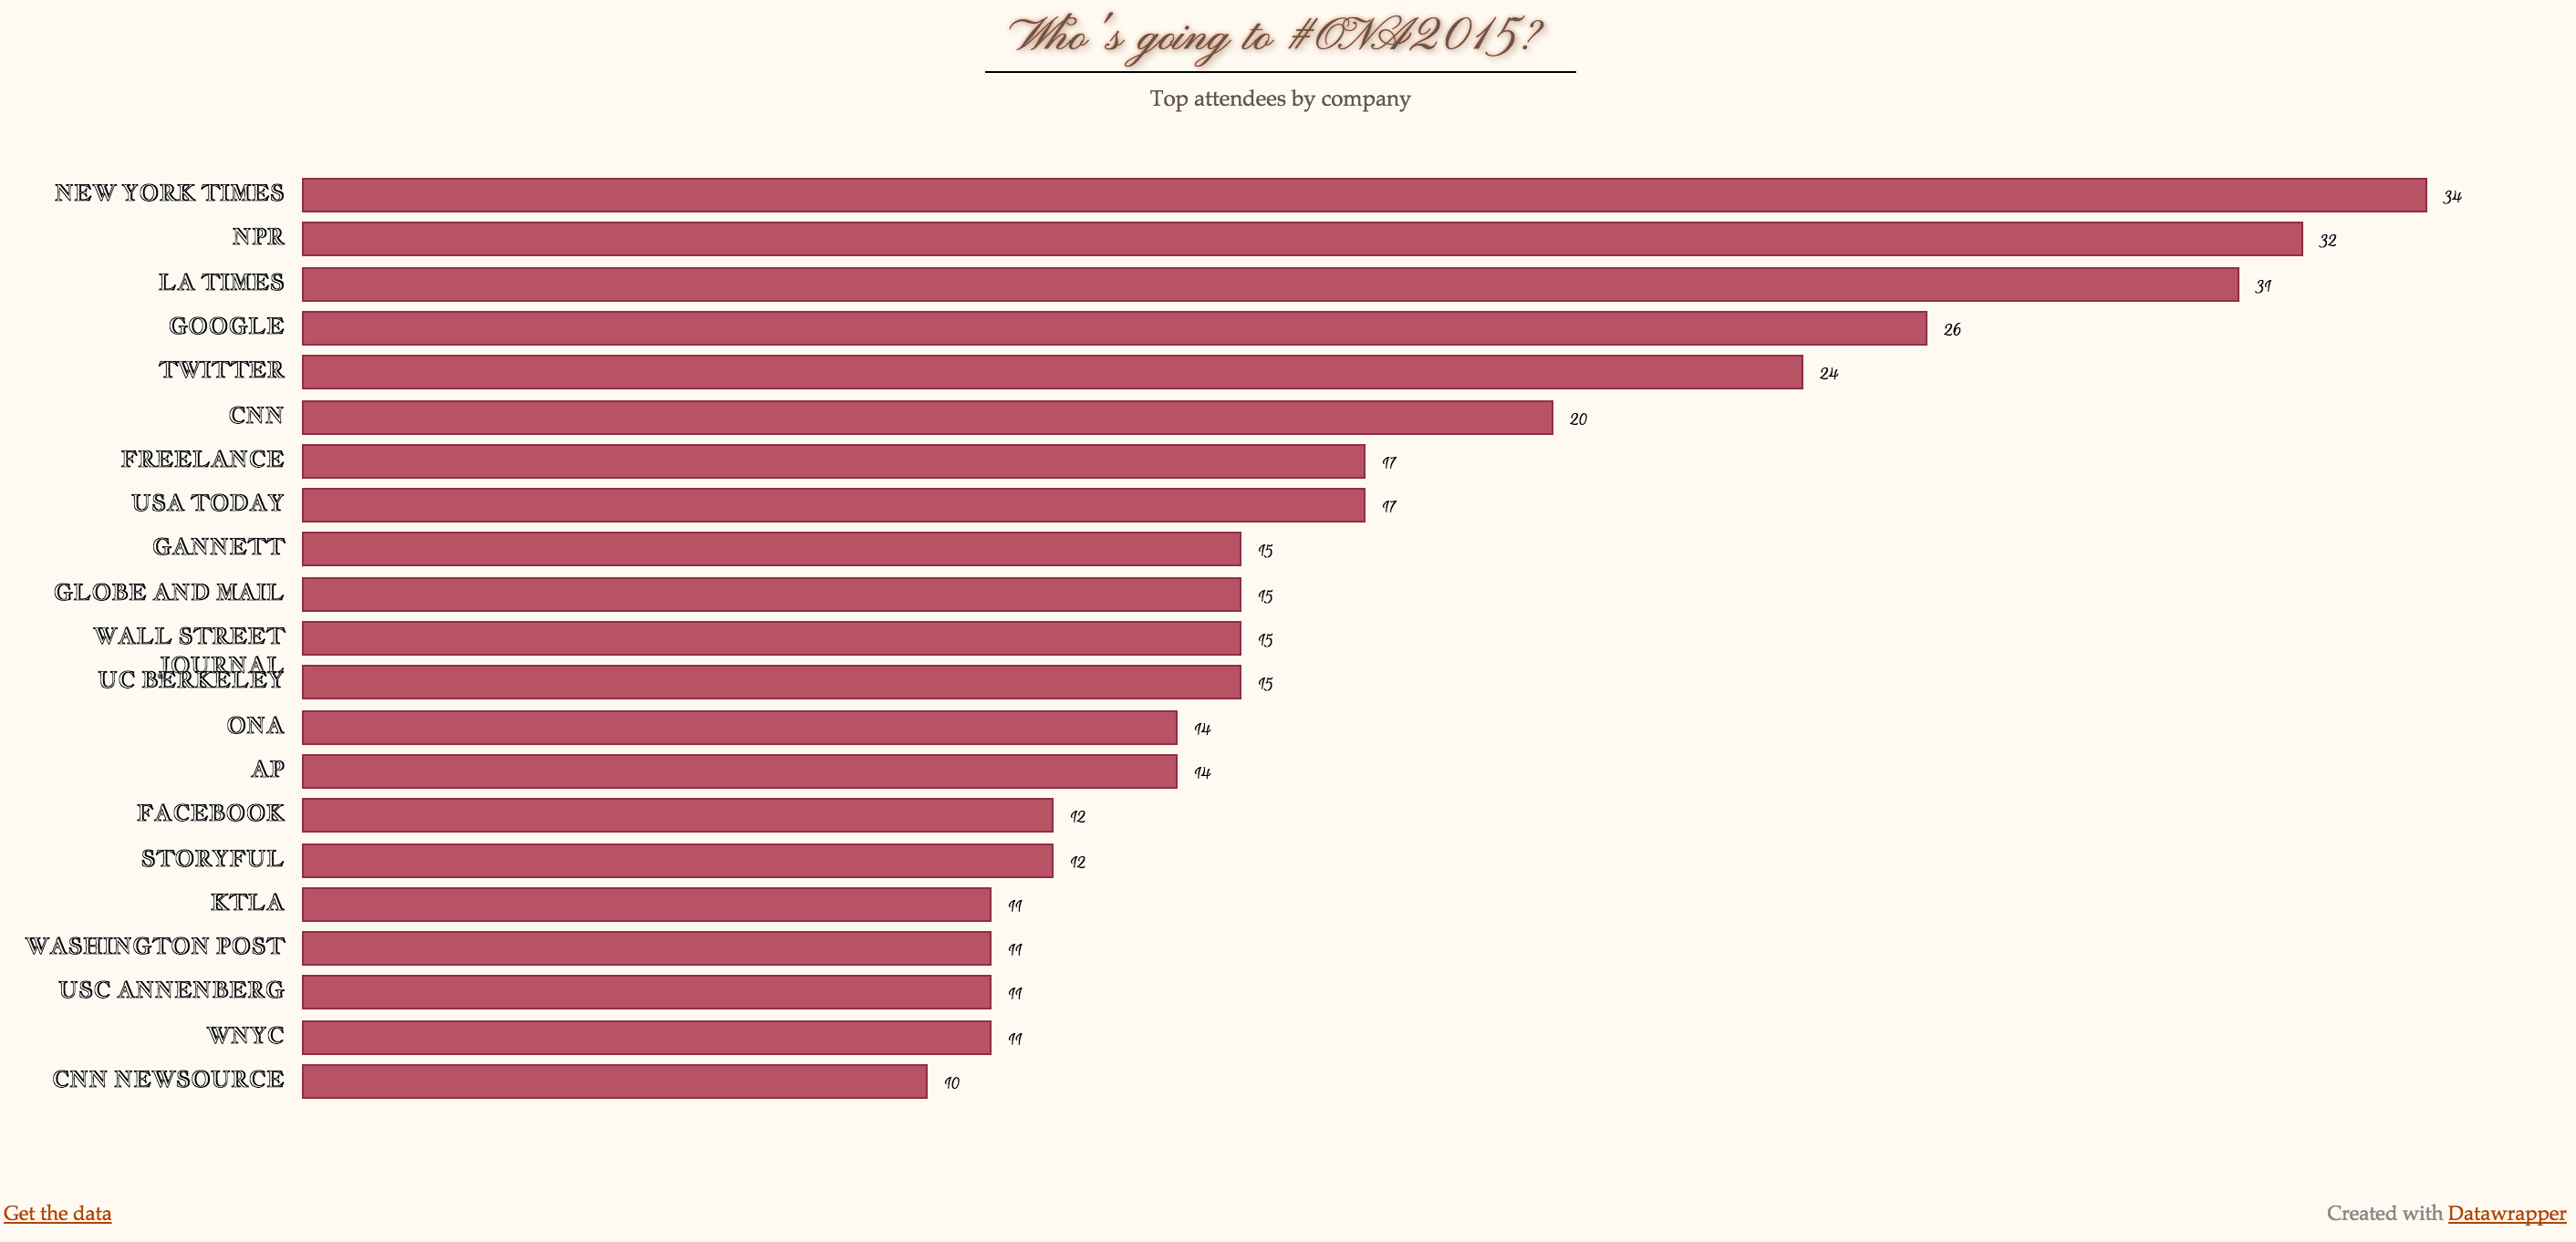 Who's going to #ONA2015?
Top attendees by company
NEW YORK TIMES 34
NPR 32
LA TIMES 31
GOOGLE 26
TWITTER 24
CNN 20
FREELANCE 17
USA TODAY 17
GANNETT 15
GLOBE AND MAIL 15
WALL STREET 15
JOURNAL
UC BERKELEY 15
ONA 14
AP 14
FACEBOOK 12
STORYFUL 12
KTLA 11
WASHINGTON POST 11
USC ANNENBERG 11
WNYC 11
CNN NEWSOURCE 10
Get the data
Created with Datawrapper